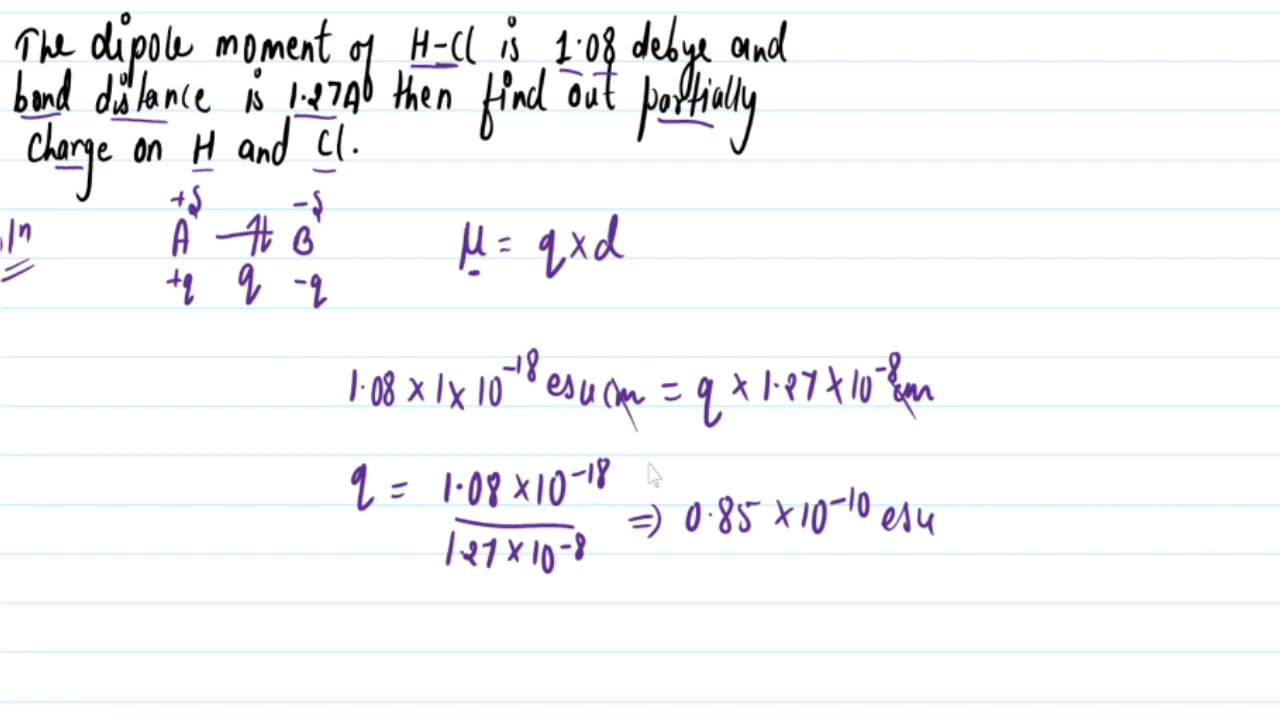 The dipole moment of H-Cl is 1.08 debye and
bond distance is 1.27A⁰ then find out partially
charge on H and Cl.
+δ -δ
ln A B μ = q×d
+q q -q
1.08 × 1 × 10⁻¹⁸ esu cm = q × 1.27 × 10⁻⁸ cm
q = 1.08 × 10⁻¹⁸ / 1.27 × 10⁻⁸ ⇒ 0.85 × 10⁻¹⁰ esu